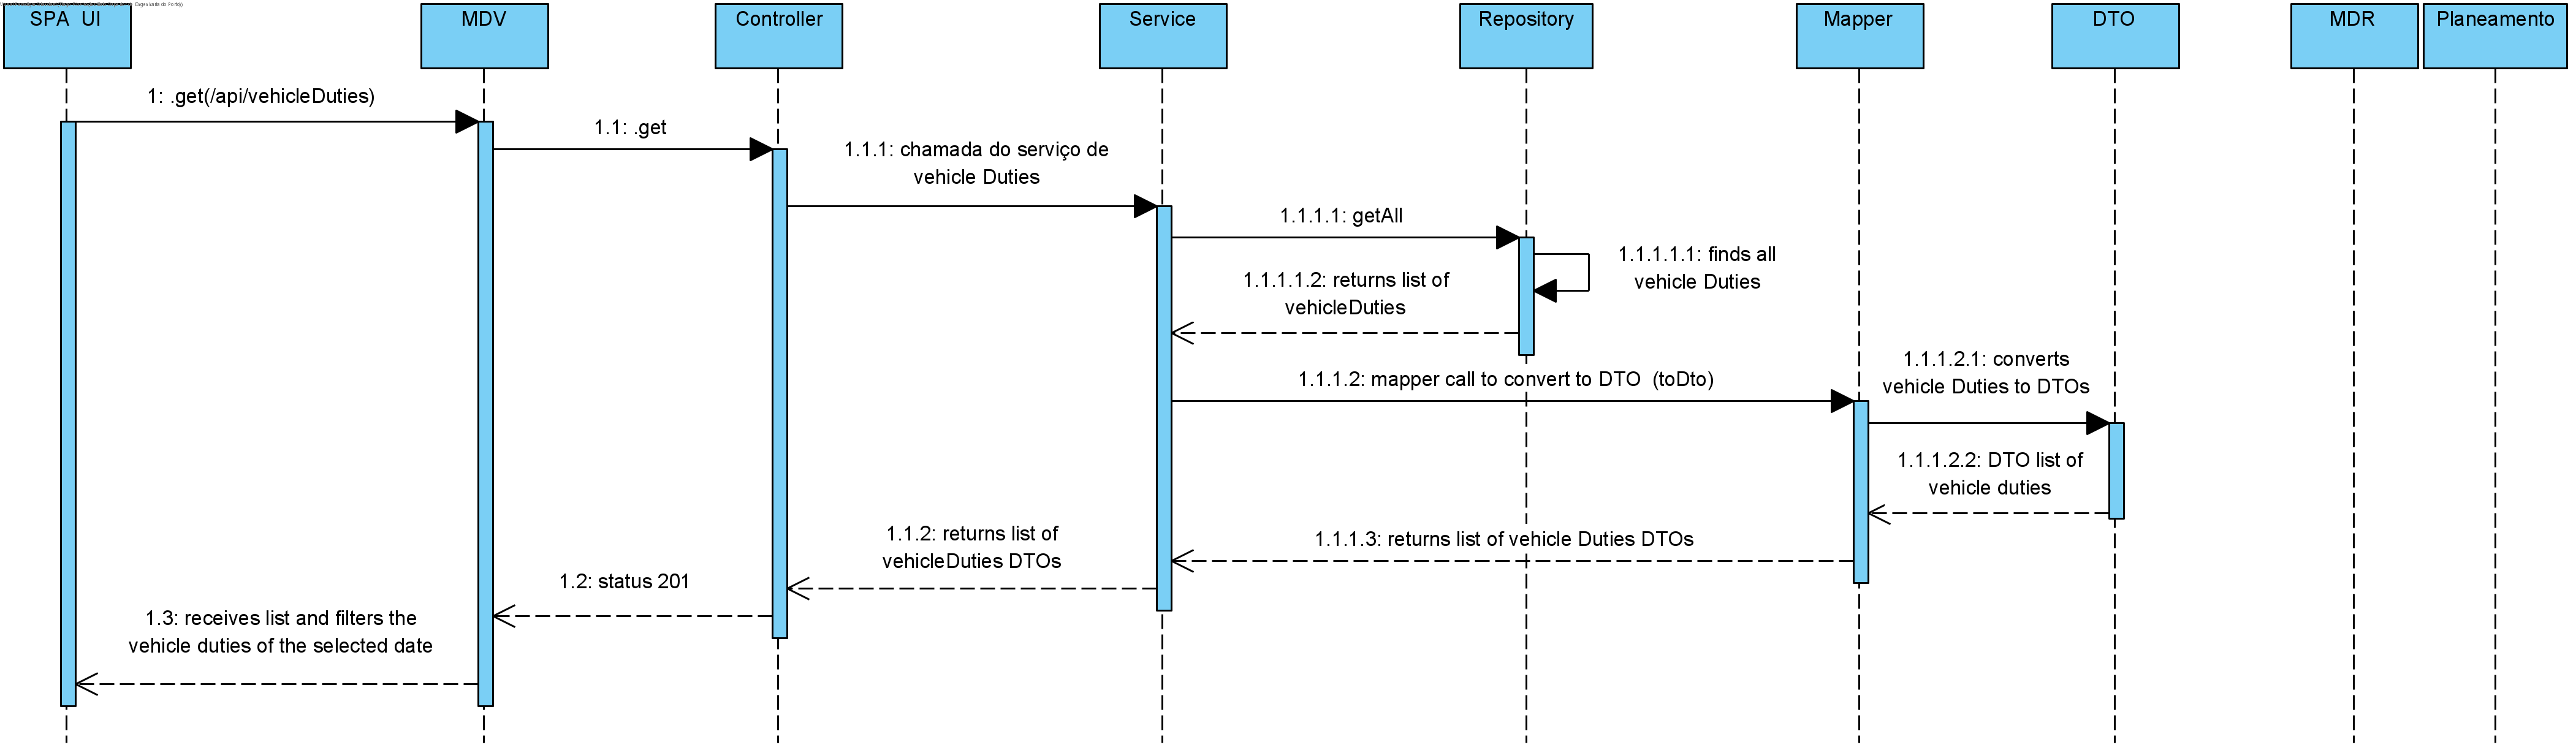 SPA UI
MDV
Controller
Service
Repository
Mapper
DTO
MDR
Planeamento
1: .get(/api/vehicleDuties)
1.1: .get
1.1.1: chamada do serviço de
vehicle Duties
1.1.1.1: getAll
1.1.1.1.1: finds all
vehicle Duties
1.1.1.1.2: returns list of
vehicleDuties
1.1.1.2: mapper call to convert to DTO (toDto)
1.1.1.2.1: converts
vehicle Duties to DTOs
1.1.1.2.2: DTO list of
vehicle duties
1.1.1.3: returns list of vehicle Duties DTOs
1.1.2: returns list of
vehicleDuties DTOs
1.2: status 201
1.3: receives list and filters the
vehicle duties of the selected date